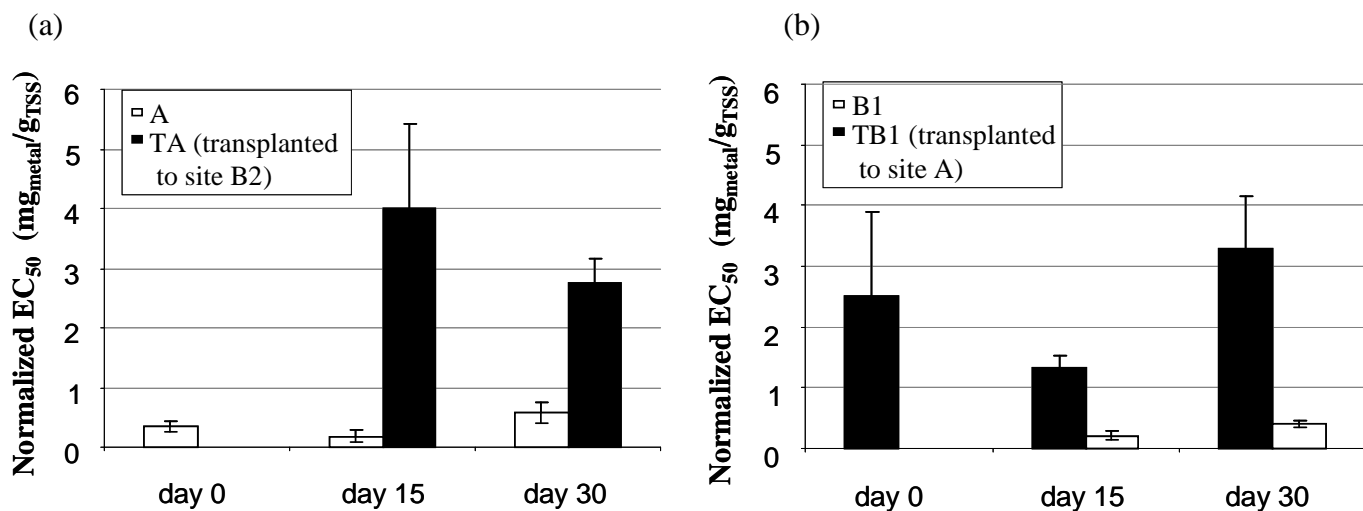 (a)
Normalized EC50 (mgmetal/gTSS)
6
5
4
3
2
1
0
A
TA (transplanted
to site B2)
day 0 day 15 day 30
(b)
Normalized EC50 (mgmetal/gTSS)
6
5
4
3
2
1
0
B1
TB1 (transplanted
to site A)
day 0 day 15 day 30